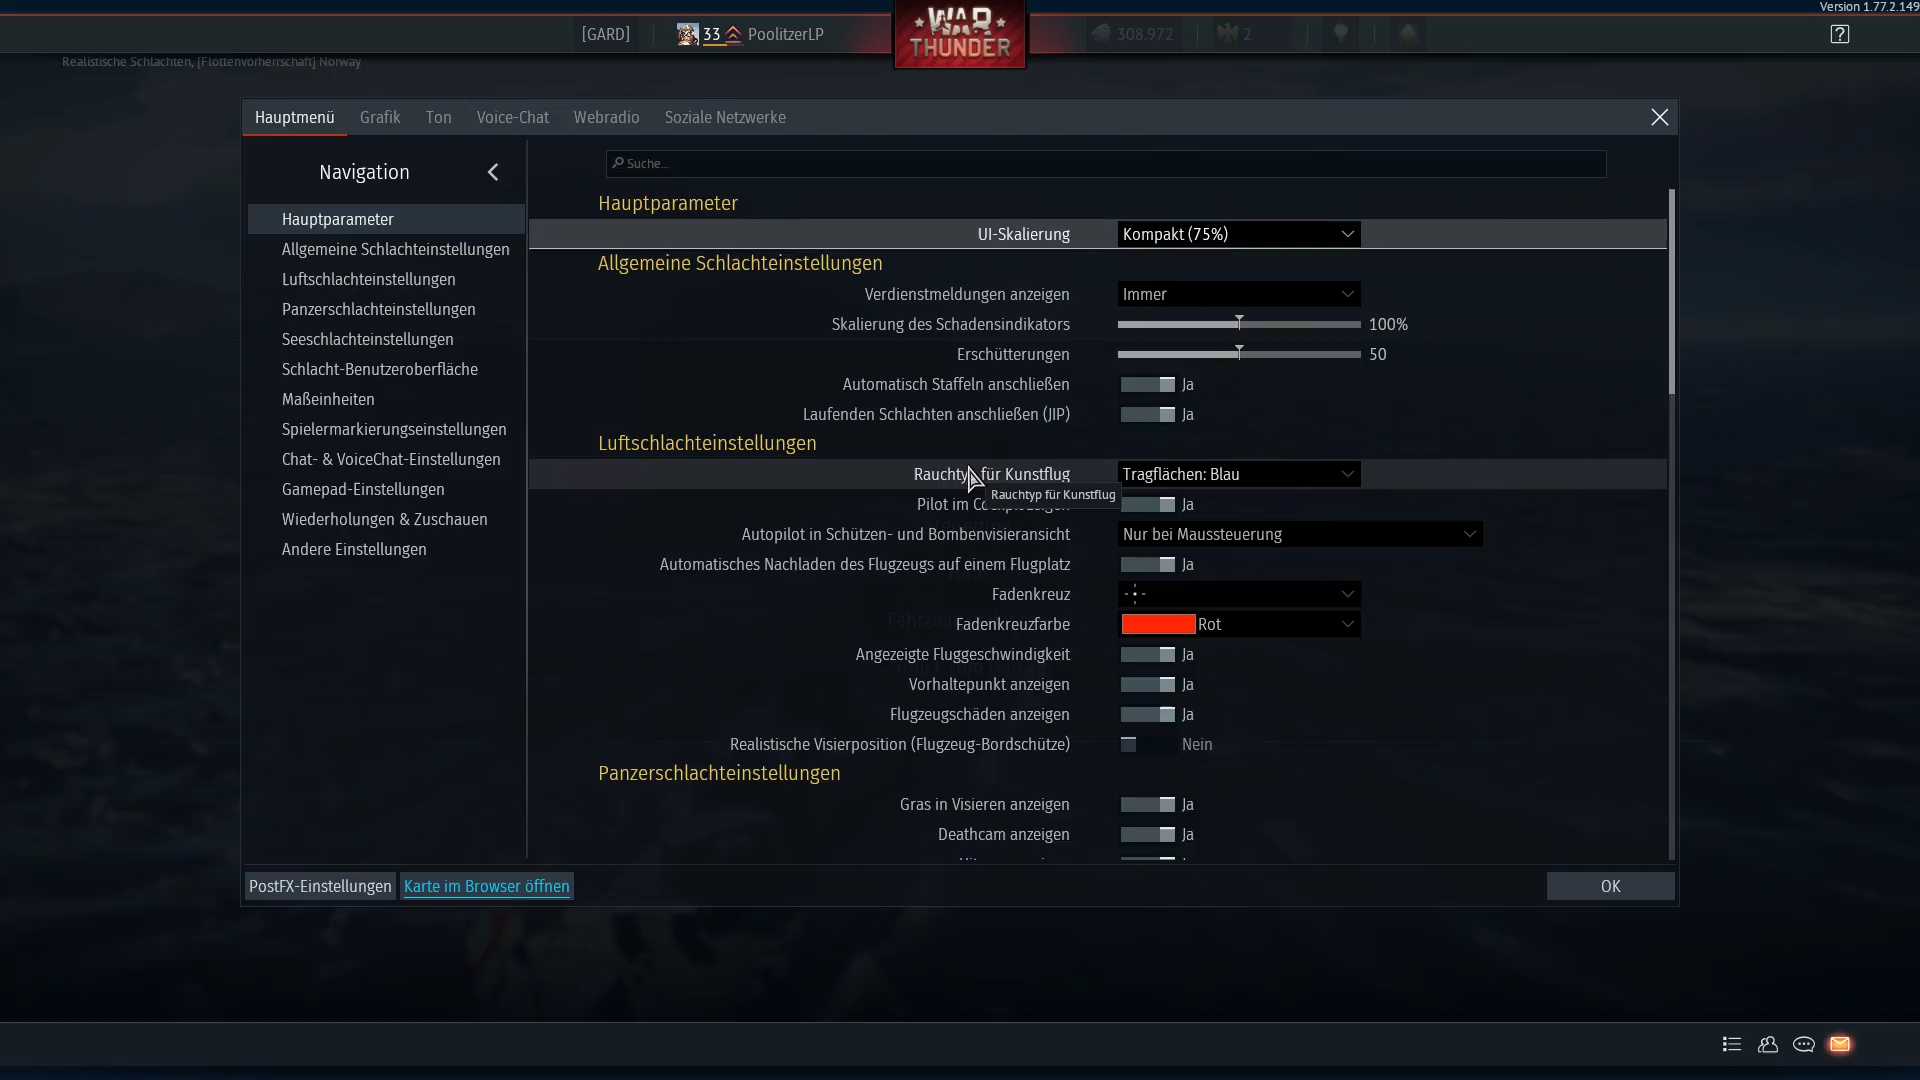 Version 1.77.2.149
[GARD]
33 PoolitzerLP
WAR
THUNDER
308.972
2
Realistische Schlachten, [Flottenvorherrschaft] Norway
Hauptmenü Grafik Ton Voice-Chat Webradio Soziale Netzwerke
Navigation
Hauptparameter
Allgemeine Schlachteinstellungen
Luftschlachteinstellungen
Panzerschlachteinstellungen
Seeschlachteinstellungen
Schlacht-Benutzeroberfläche
Maßeinheiten
Spielermarkierungseinstellungen
Chat- & VoiceChat-Einstellungen
Gamepad-Einstellungen
Wiederholungen & Zuschauen
Andere Einstellungen
Suche...
Hauptparameter
UI-Skalierung Kompakt (75%)
Allgemeine Schlachteinstellungen
Verdienstmeldungen anzeigen Immer
Skalierung des Schadensindikators 100%
Erschütterungen 50
Automatisch Staffeln anschließen Ja
Laufenden Schlachten anschließen (JIP) Ja
Luftschlachteinstellungen
für Kunstflug Tragflächen: Blau
Rauchtyp für Kunstflug
Pilot im Ja
Autopilot in Schützen- und Bombenvisieransicht Nur bei Maussteuerung
Automatisches Nachladen des Flugzeugs auf einem Flugplatz Ja
Fadenkreuz
Fadenkreuzfarbe Rot
Angezeigte Fluggeschwindigkeit Ja
Vorhaltepunkt anzeigen Ja
Flugzeugschäden anzeigen Ja
Realistische Visierposition (Flugzeug-Bordschütze) Nein
Panzerschlachteinstellungen
Gras in Visieren anzeigen Ja
Deathcam anzeigen Ja
PostFX-Einstellungen Karte im Browser öffnen OK